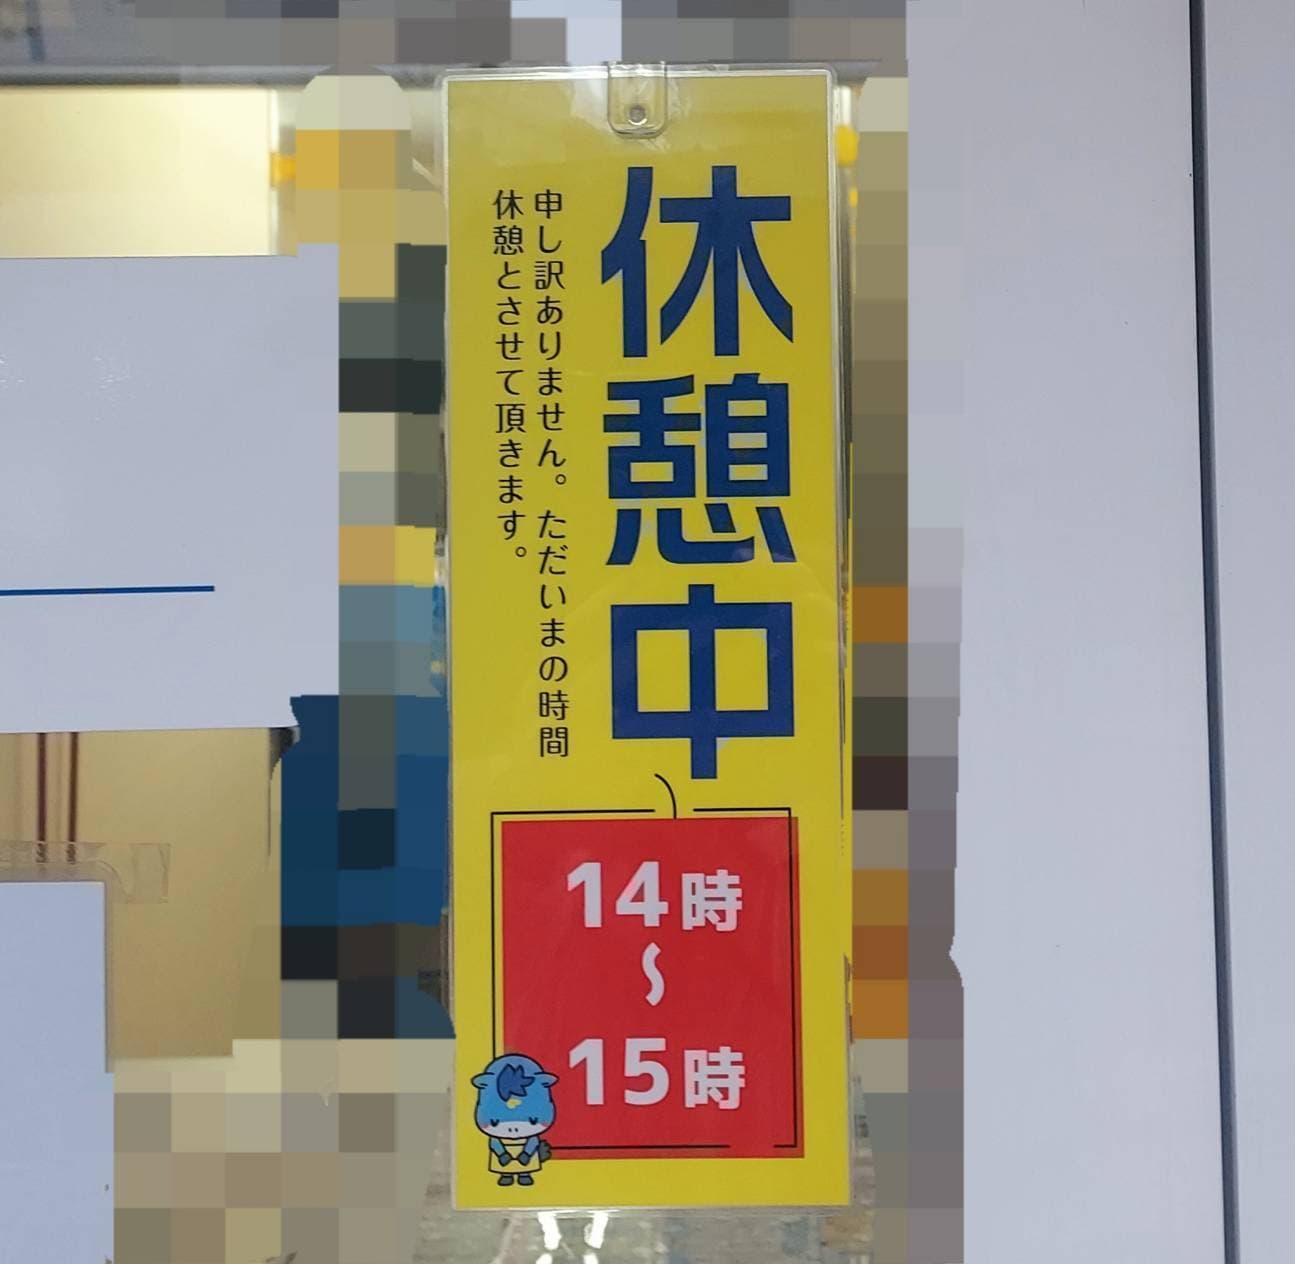 休憩中
申し訳ありません。ただいまの時間
休憩とさせて頂きます。
14時
〜
15時